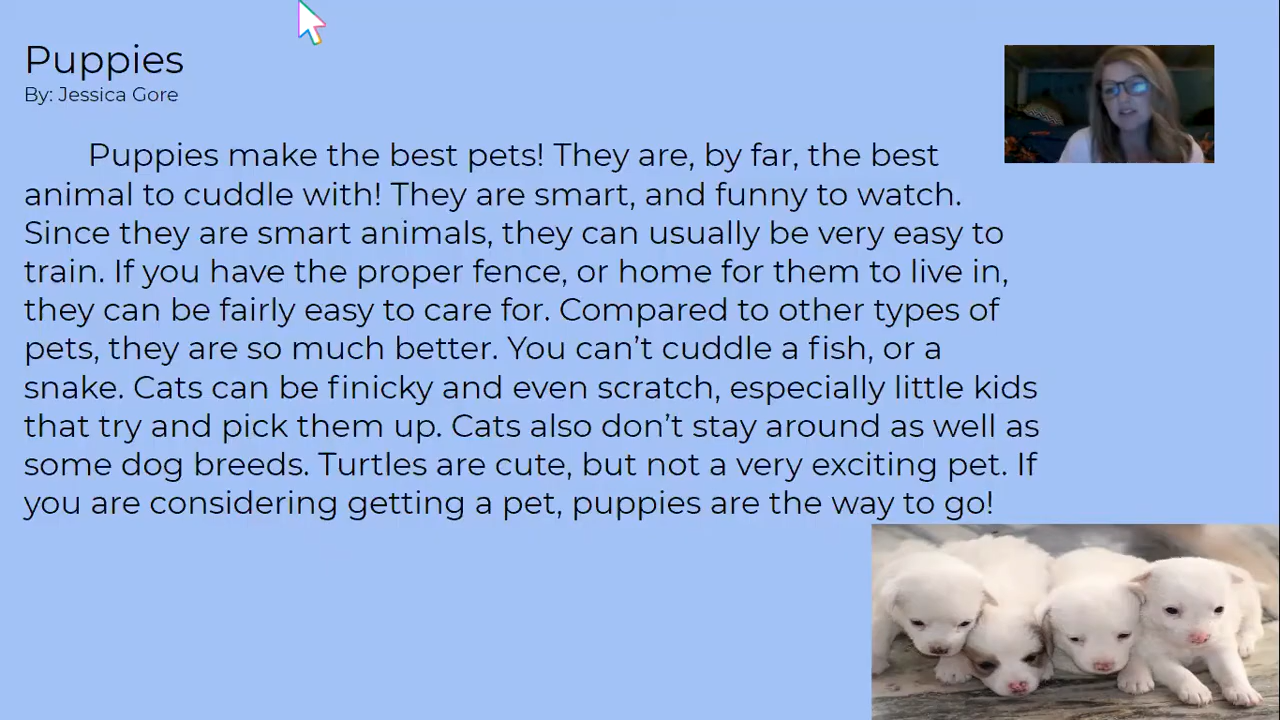 Puppies
By: Jessica Gore
Puppies make the best pets! They are, by far, the best
animal to cuddle with! They are smart, and funny to watch.
Since they are smart animals, they can usually be very easy to
train. If you have the proper fence, or home for them to live in,
they can be fairly easy to care for. Compared to other types of
pets, they are so much better. You can’t cuddle a fish, or a
snake. Cats can be finicky and even scratch, especially little kids
that try and pick them up. Cats also don’t stay around as well as
some dog breeds. Turtles are cute, but not a very exciting pet. If
you are considering getting a pet, puppies are the way to go!